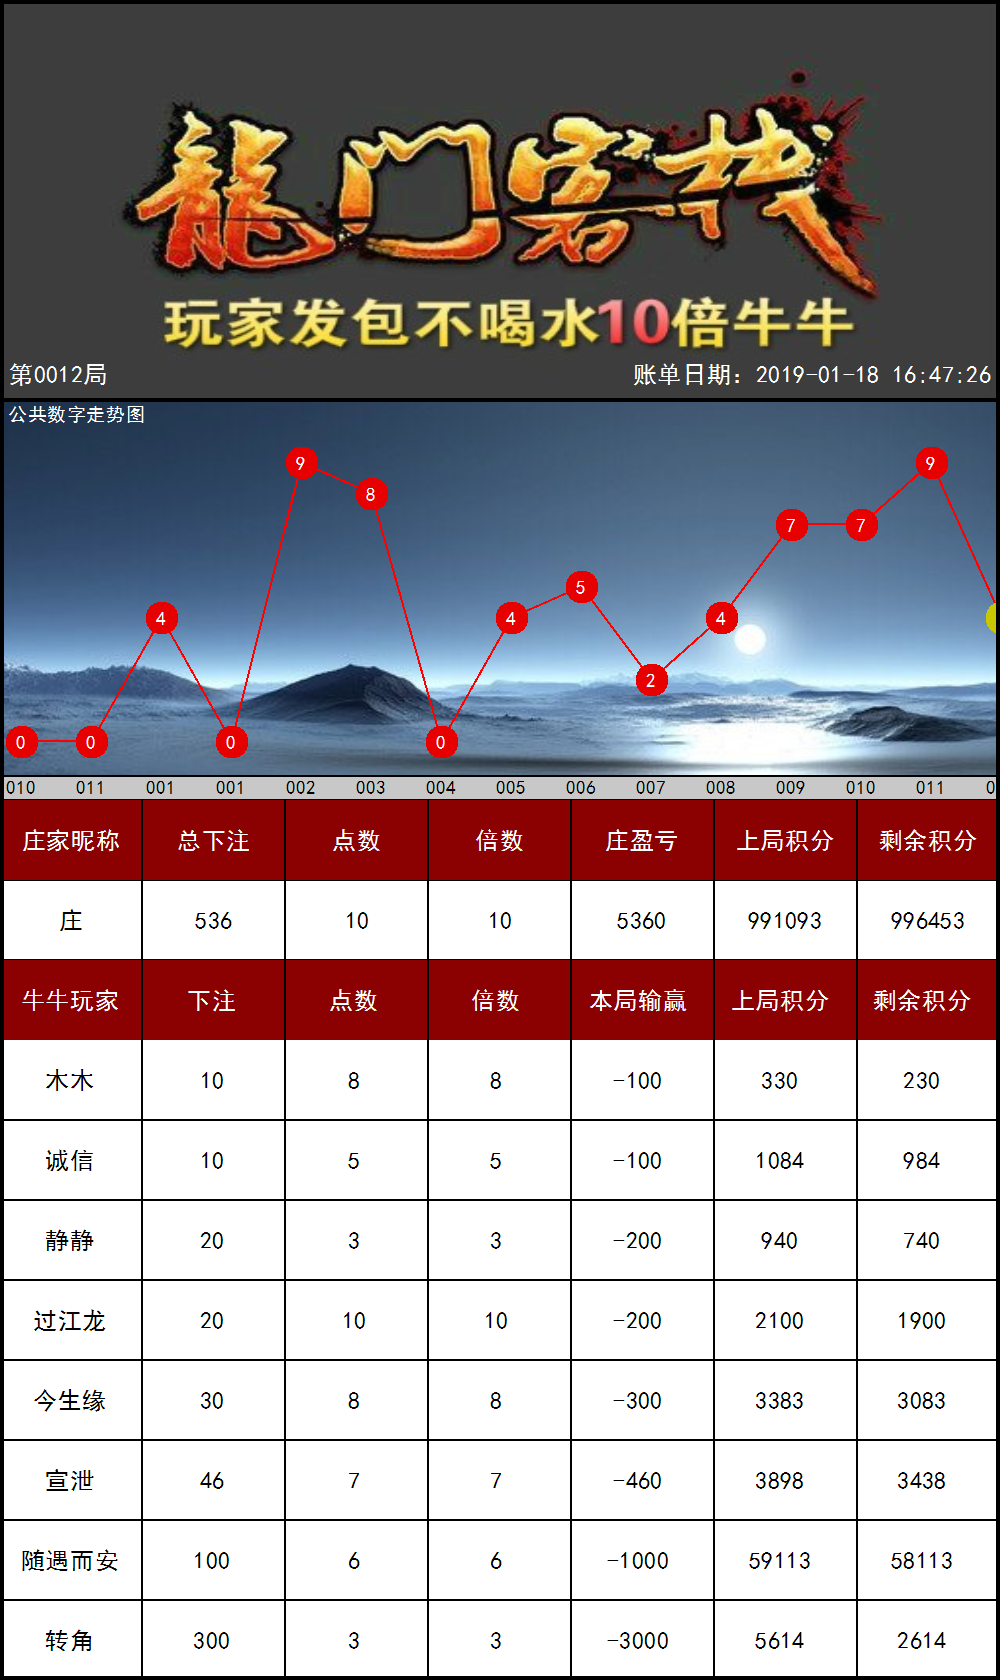 龍门客栈
玩家发包不喝水10倍牛牛
第0012局 账单日期：2019-01-18 16:47:26
公共数字走势图
0 0 4 0 9 8 0 4 5 2 4 7 7 9
010 011 001 001 002 003 004 005 006 007 008 009 010 011 0
庄家昵称 总下注 点数 倍数 庄盈亏 上局积分 剩余积分
庄 536 10 10 5360 991093 996453
牛牛玩家 下注 点数 倍数 本局输赢 上局积分 剩余积分
木木 10 8 8 -100 330 230
诚信 10 5 5 -100 1084 984
静静 20 3 3 -200 940 740
过江龙 20 10 10 -200 2100 1900
今生缘 30 8 8 -300 3383 3083
宣泄 46 7 7 -460 3898 3438
随遇而安 100 6 6 -1000 59113 58113
转角 300 3 3 -3000 5614 2614